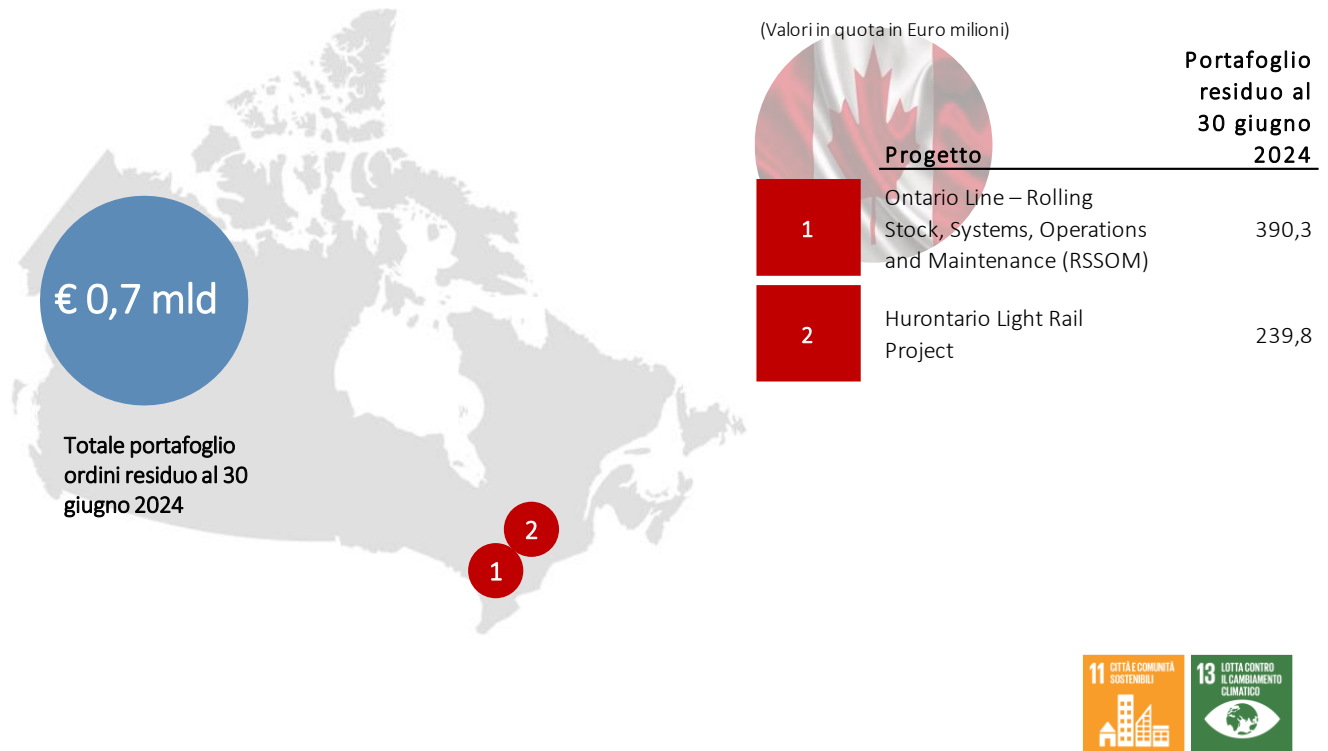 (Valori in quota in Euro milioni)
Portafoglio
residuo al
30 giugno
Progetto 2024
1 Ontario Line – Rolling
Stock, Systems, Operations
and Maintenance (RSSOM) 390,3
2 Hurontario Light Rail
Project 239,8
€ 0,7 mld
Totale portafoglio
ordini residuo al 30
giugno 2024
2
1
11 CITTÀ E COMUNITÀ
SOSTENIBILI
13 LOTTA CONTRO
IL CAMBIAMENTO
CLIMATICO